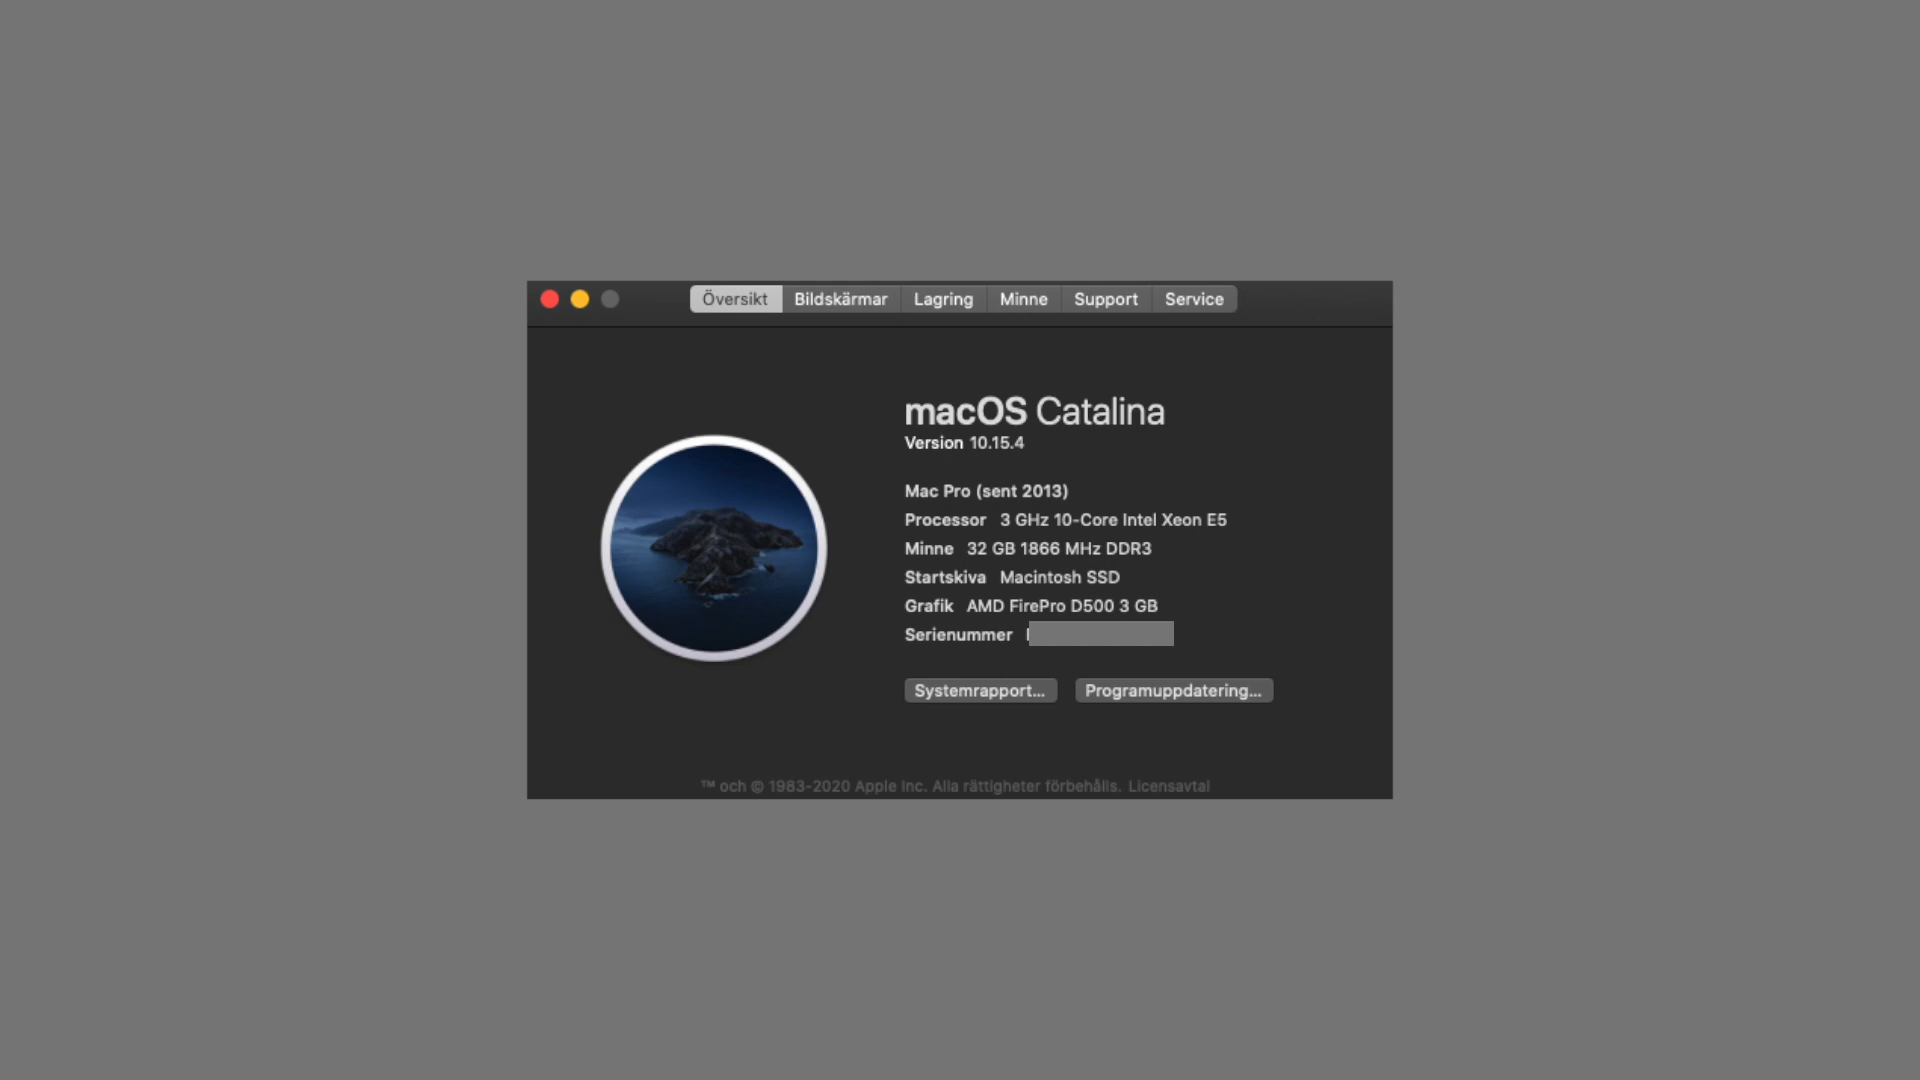 Översikt Bildskärmar Lagring Minne Support Service
macOS Catalina
Version 10.15.4
Mac Pro (sent 2013)
Processor 3 GHz 10-Core Intel Xeon E5
Minne 32 GB 1866 MHz DDR3
Startskiva Macintosh SSD
Grafik AMD FirePro D500 3 GB
Serienummer
Systemrapport... Programuppdatering...
™ och © 1983-2020 Apple Inc. Alla rättigheter förbehålls. Licensavtal